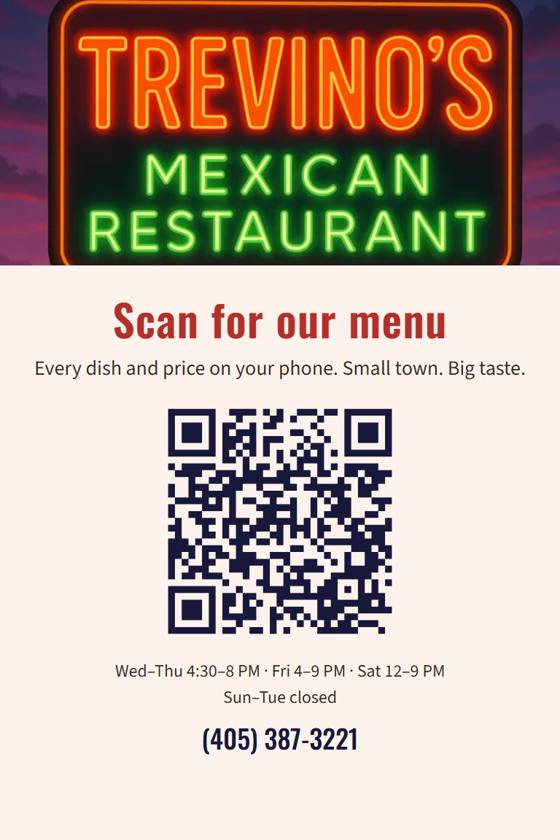 TREVINO'S
MEXICAN
RESTAURANT
Scan for our menu
Every dish and price on your phone. Small town. Big taste.
Wed–Thu 4:30–8 PM · Fri 4–9 PM · Sat 12–9 PM
Sun–Tue closed
(405) 387-3221